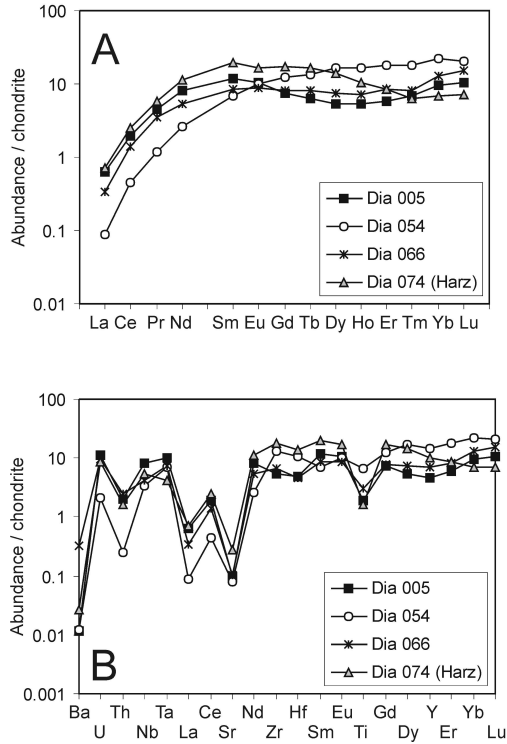 100
A
10
1
0.1
0.01
Abundance / chondrite
Dia 005
Dia 054
Dia 066
Dia 074 (Harz)
La Ce Pr Nd Sm Eu Gd Tb Dy Ho Er Tm Yb Lu
100
10
1
0.1
0.01
0.001
Abundance / chondrite
B
Dia 005
Dia 054
Dia 066
Dia 074 (Harz)
Ba Th Ta Ce Nd Hf Eu Gd Y Yb
U Nb La Sr Zr Sm Ti Dy Er Lu